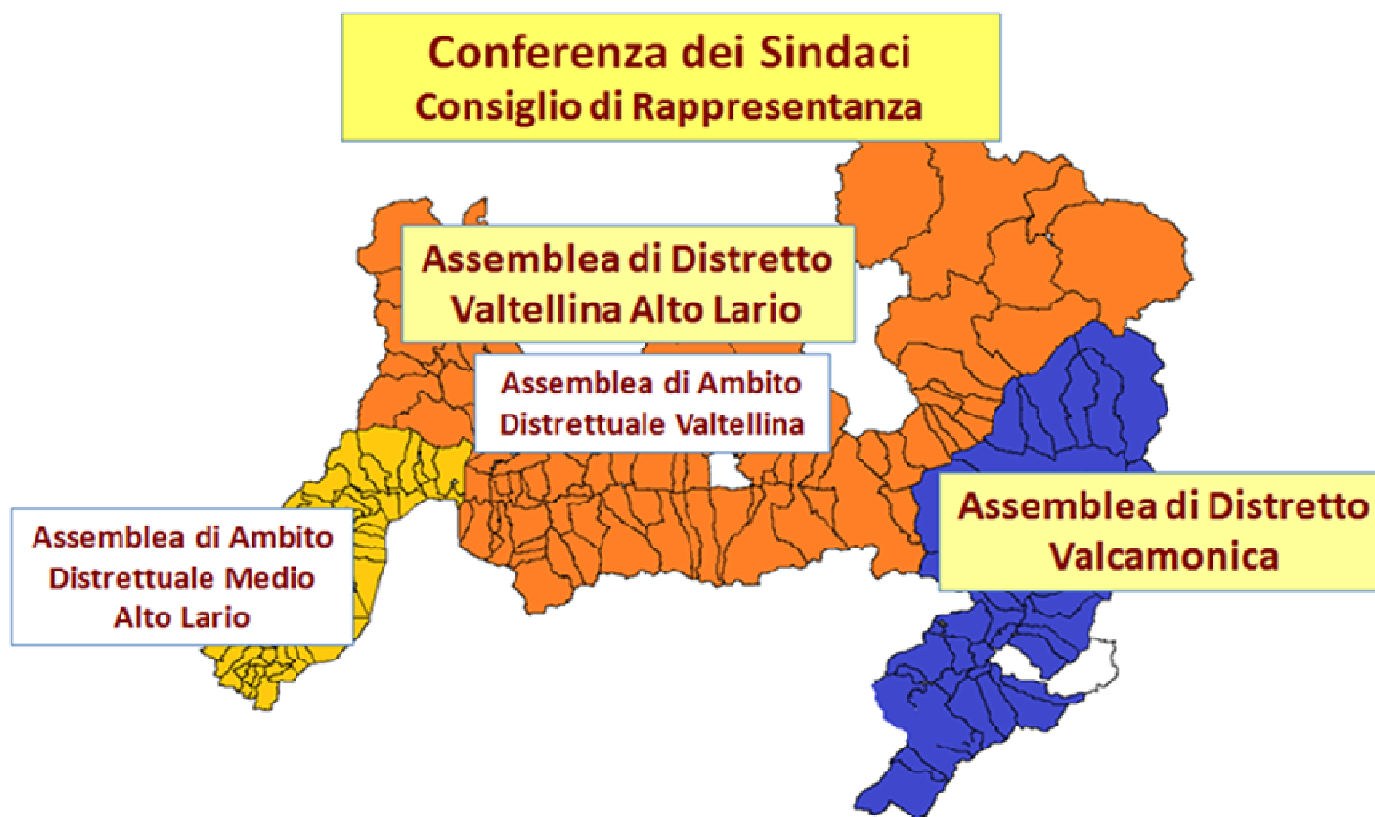 Conferenza dei Sindaci
Consiglio di Rappresentanza
Assemblea di Distretto
Valtellina Alto Lario
Assemblea di Ambito
Distrettuale Valtellina
Assemblea di Distretto
Valcamonica
Assemblea di Ambito
Distrettuale Medio
Alto Lario